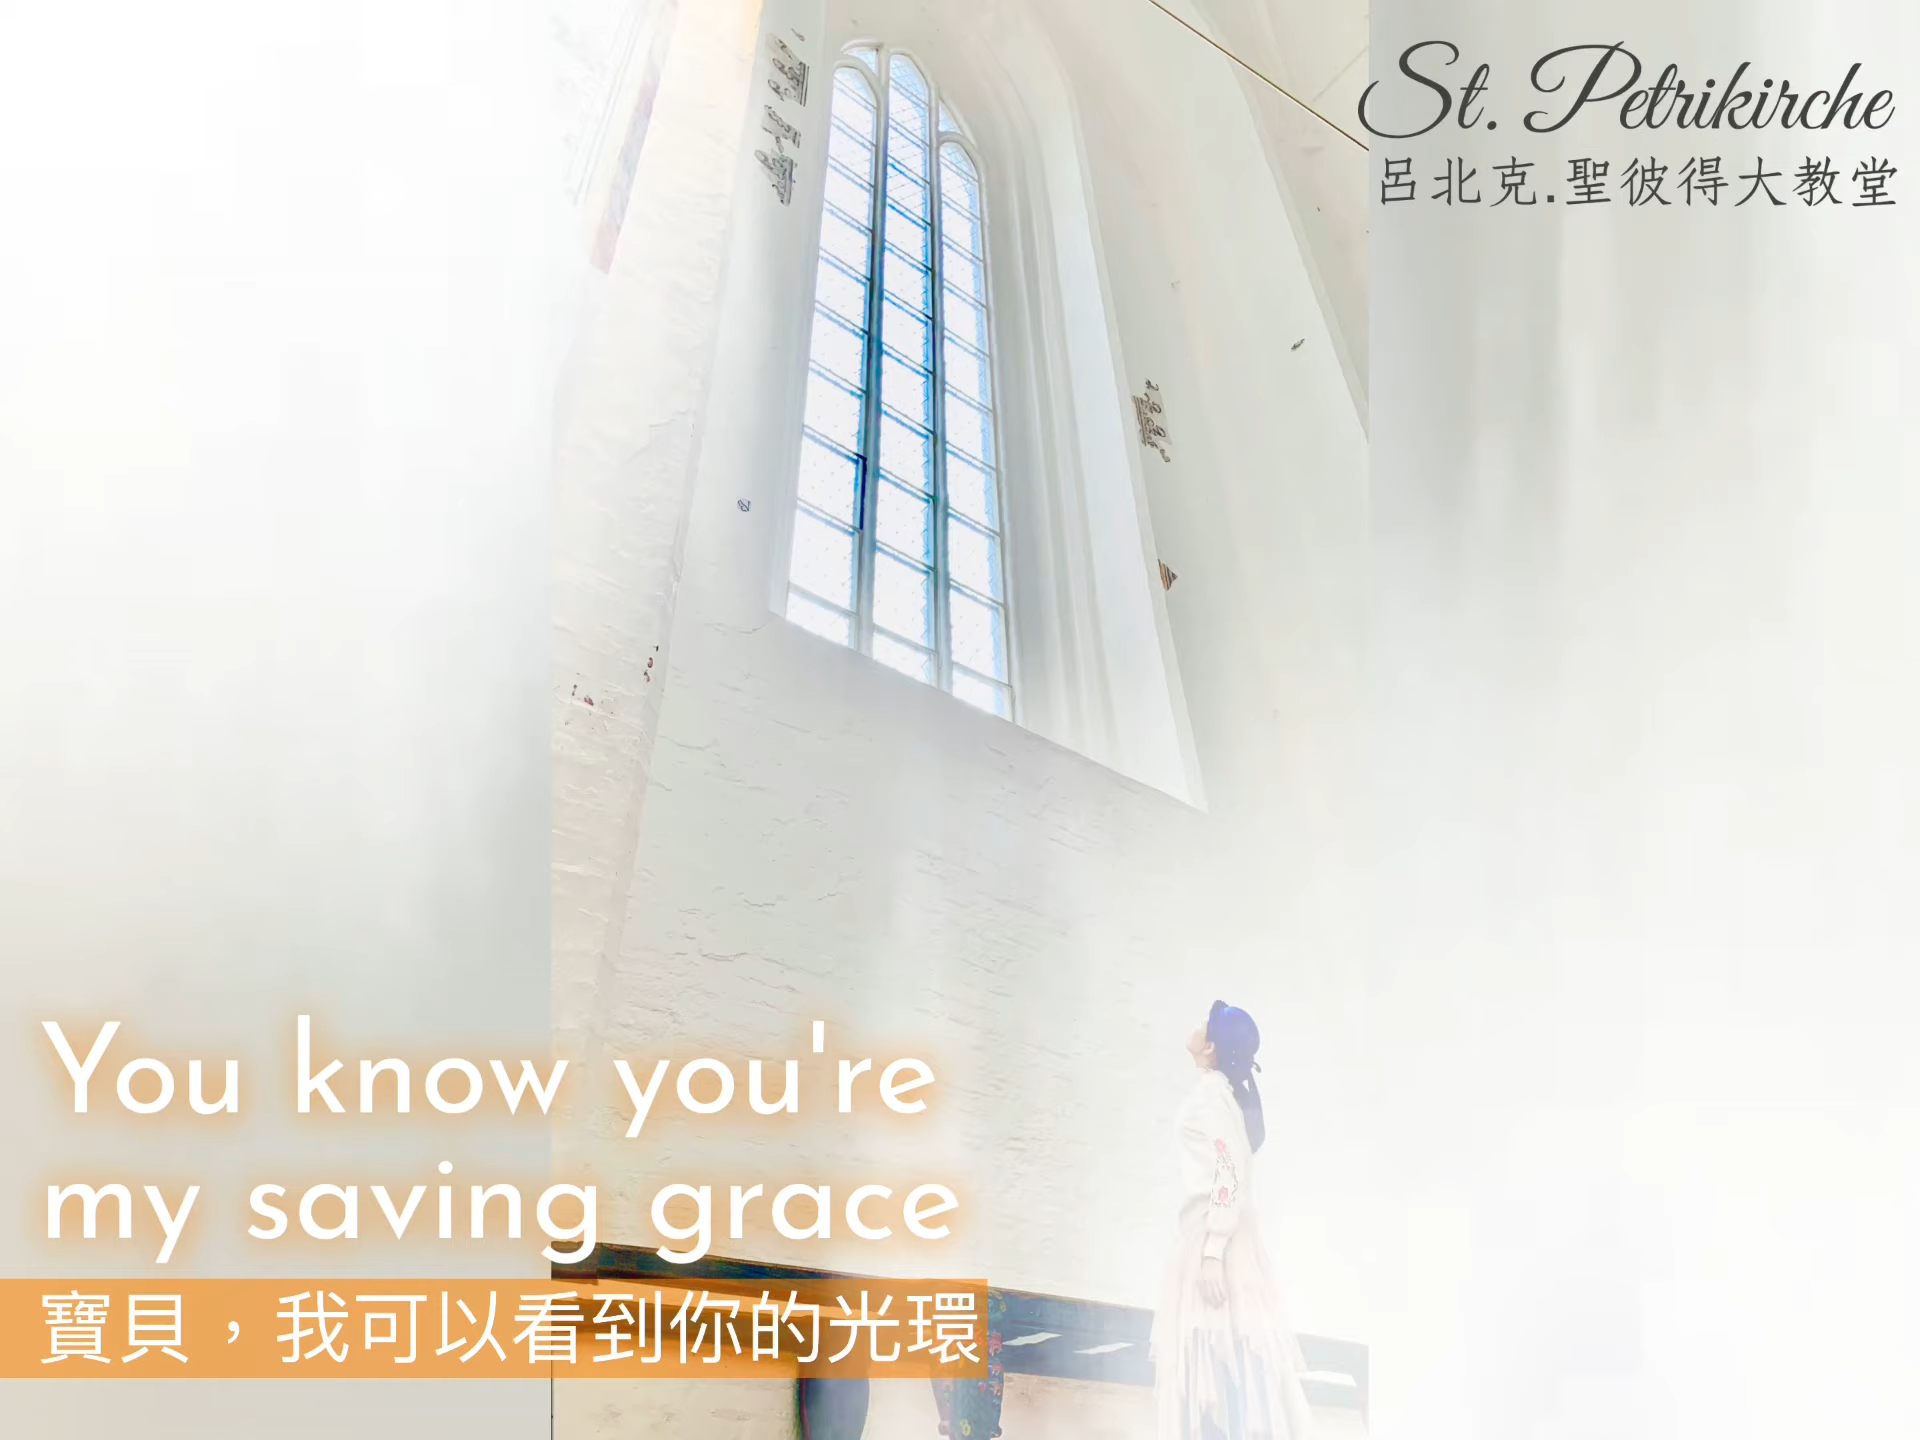 St. Petrikirche
呂北克.聖彼得大教堂
You know you're
my saving grace
寶貝，我可以看到你的光環